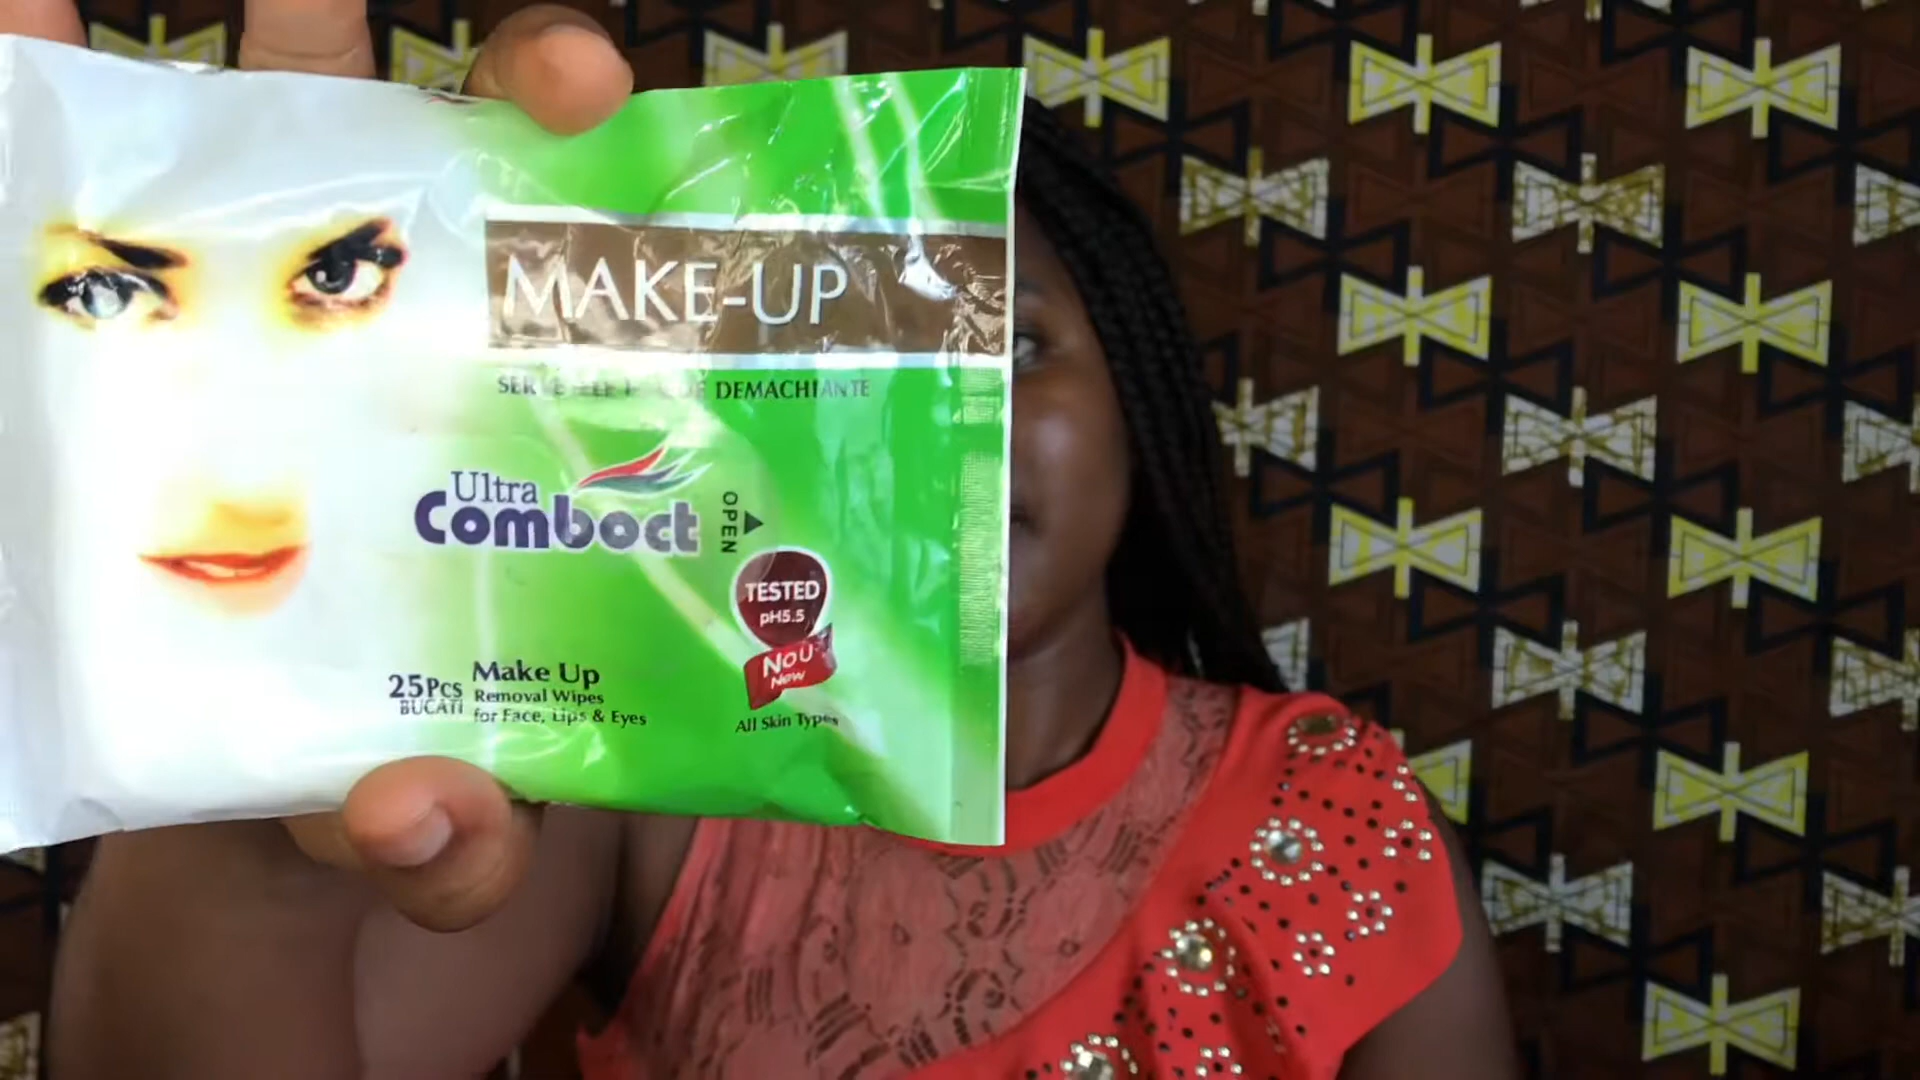 MAKE-UP
DEMACHIANTE
Ultra
Comboct
OPEN
TESTED
pH5.5
NOU
New
All Skin Types
25Pcs
BUCATI
Make Up
Removal Wipes
for Face, Lips & Eyes